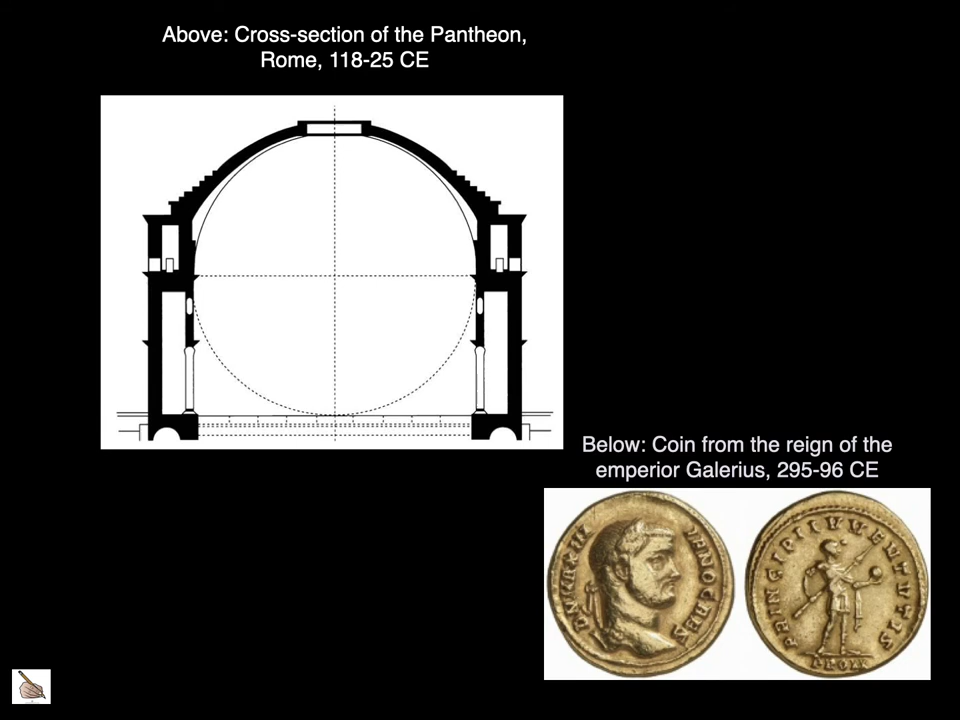 Above: Cross-section of the Pantheon,
Rome, 118-25 CE
Below: Coin from the reign of the
emperior Galerius, 295-96 CE
PRINCIPI IVVENTVTIS